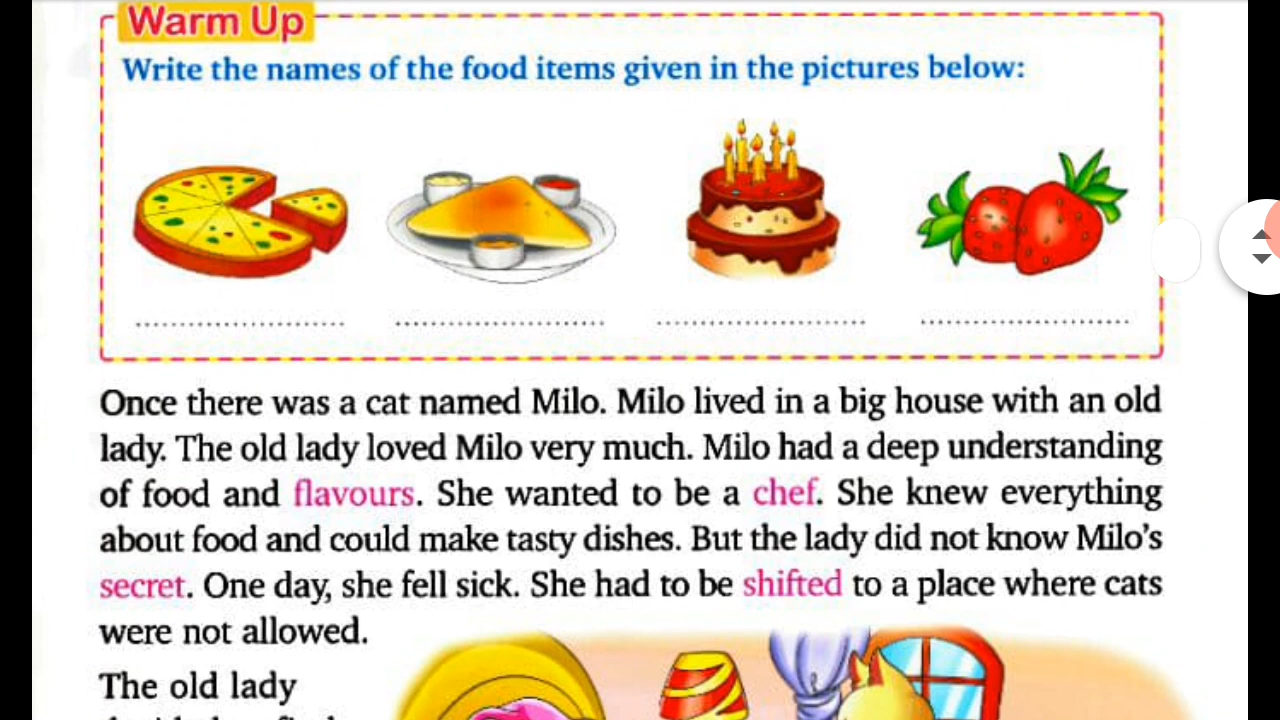 Warm Up
Write the names of the food items given in the pictures below:
Once there was a cat named Milo. Milo lived in a big house with an old
lady. The old lady loved Milo very much. Milo had a deep understanding
of food and flavours. She wanted to be a chef. She knew everything
about food and could make tasty dishes. But the lady did not know Milo's
secret. One day, she fell sick. She had to be shifted to a place where cats
were not allowed.
The old lady